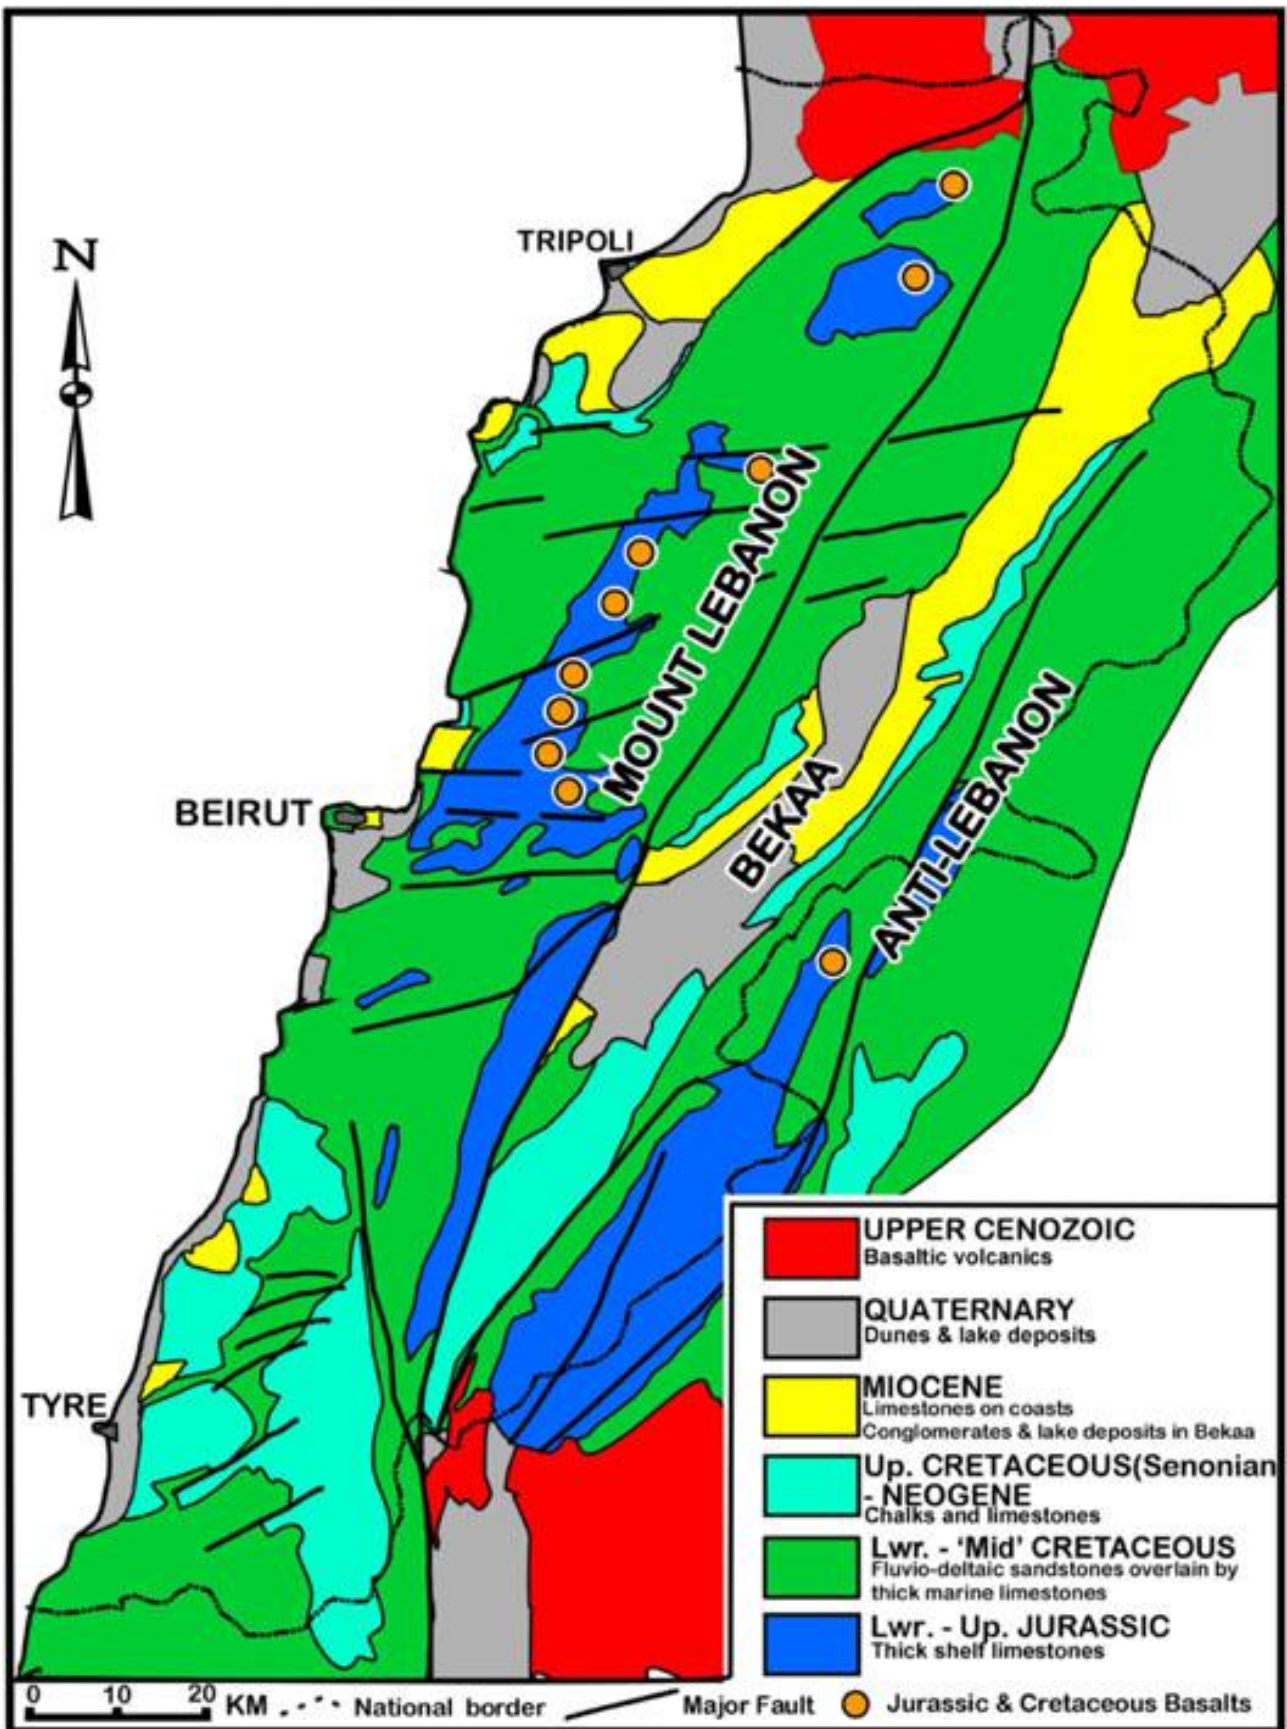 N
TRIPOLI
MOUNT LEBANON
BEKAA
ANTI-LEBANON
BEIRUT
TYRE
UPPER CENOZOIC
Basaltic volcanics
QUATERNARY
Dunes & lake deposits
MIOCENE
Limestones on coasts
Conglomerates & lake deposits in Bekaa
Up. CRETACEOUS(Senonian
- NEOGENE
Chalks and limestones
Lwr. - 'Mid' CRETACEOUS
Fluvio-deltaic sandstones overlain by
thick marine limestones
Lwr. - Up. JURASSIC
Thick shelf limestones
0 10 20 KM National border Major Fault Jurassic & Cretaceous Basalts